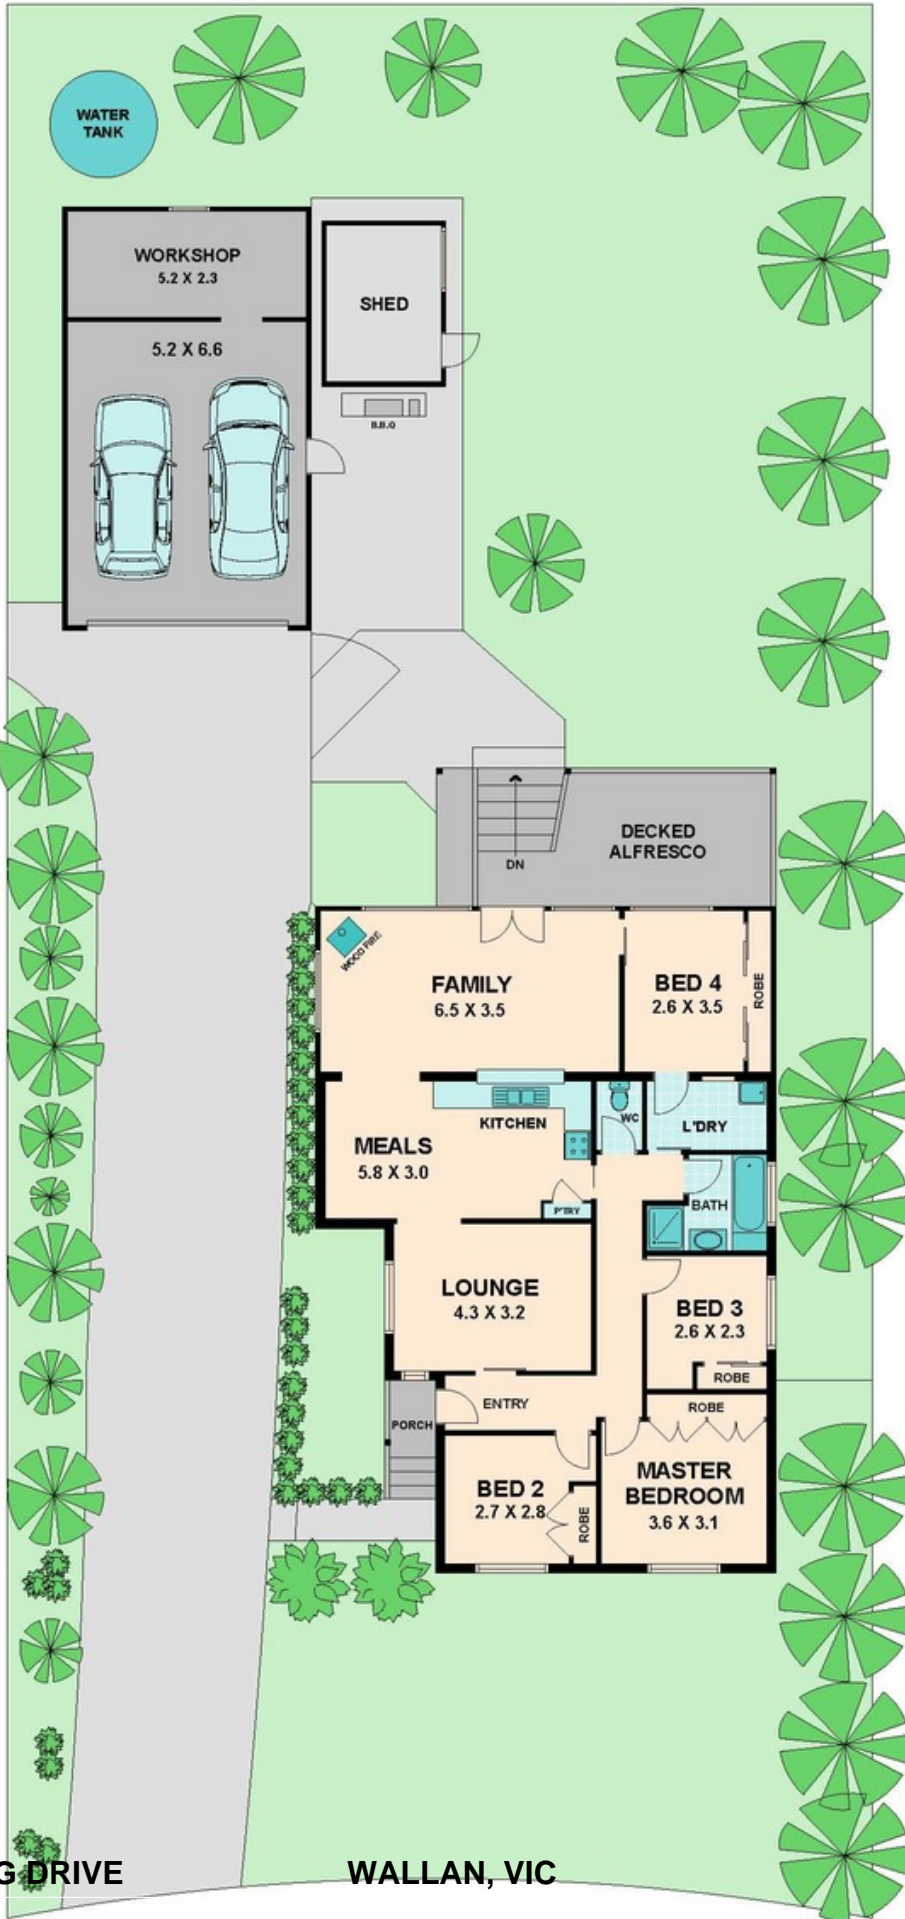 WATER
TANK
WORKSHOP
5.2 X 2.3
SHED
5.2 X 6.6
B.B.Q
DECKED
ALFRESCO
DN
WOOD FIRE
FAMILY
6.5 X 3.5
BED 4
2.6 X 3.5
ROBE
KITCHEN
WC
L'DRY
MEALS
5.8 X 3.0
P'TRY
BATH
LOUNGE
4.3 X 3.2
BED 3
2.6 X 2.3
ROBE
ENTRY
ROBE
PORCH
BED 2
2.7 X 2.8
ROBE
MASTER
BEDROOM
3.6 X 3.1
G DRIVE WALLAN, VIC